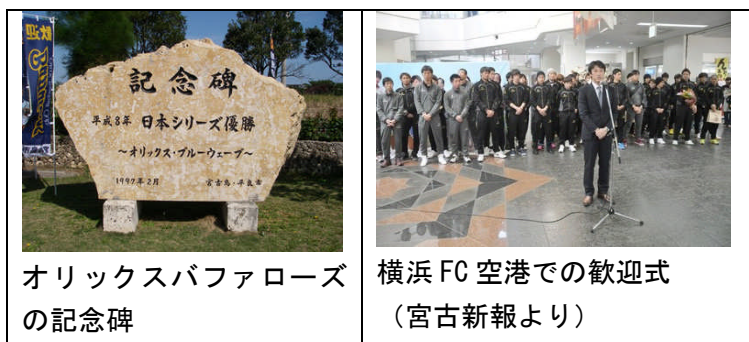 記念碑
平成8年 日本シリーズ優勝
～オリックス・ブルーウェーブ～
1997年2月 宮古島・平良市
オリックスバファローズ
の記念碑
横浜FC空港での歓迎式
（宮古新報より）